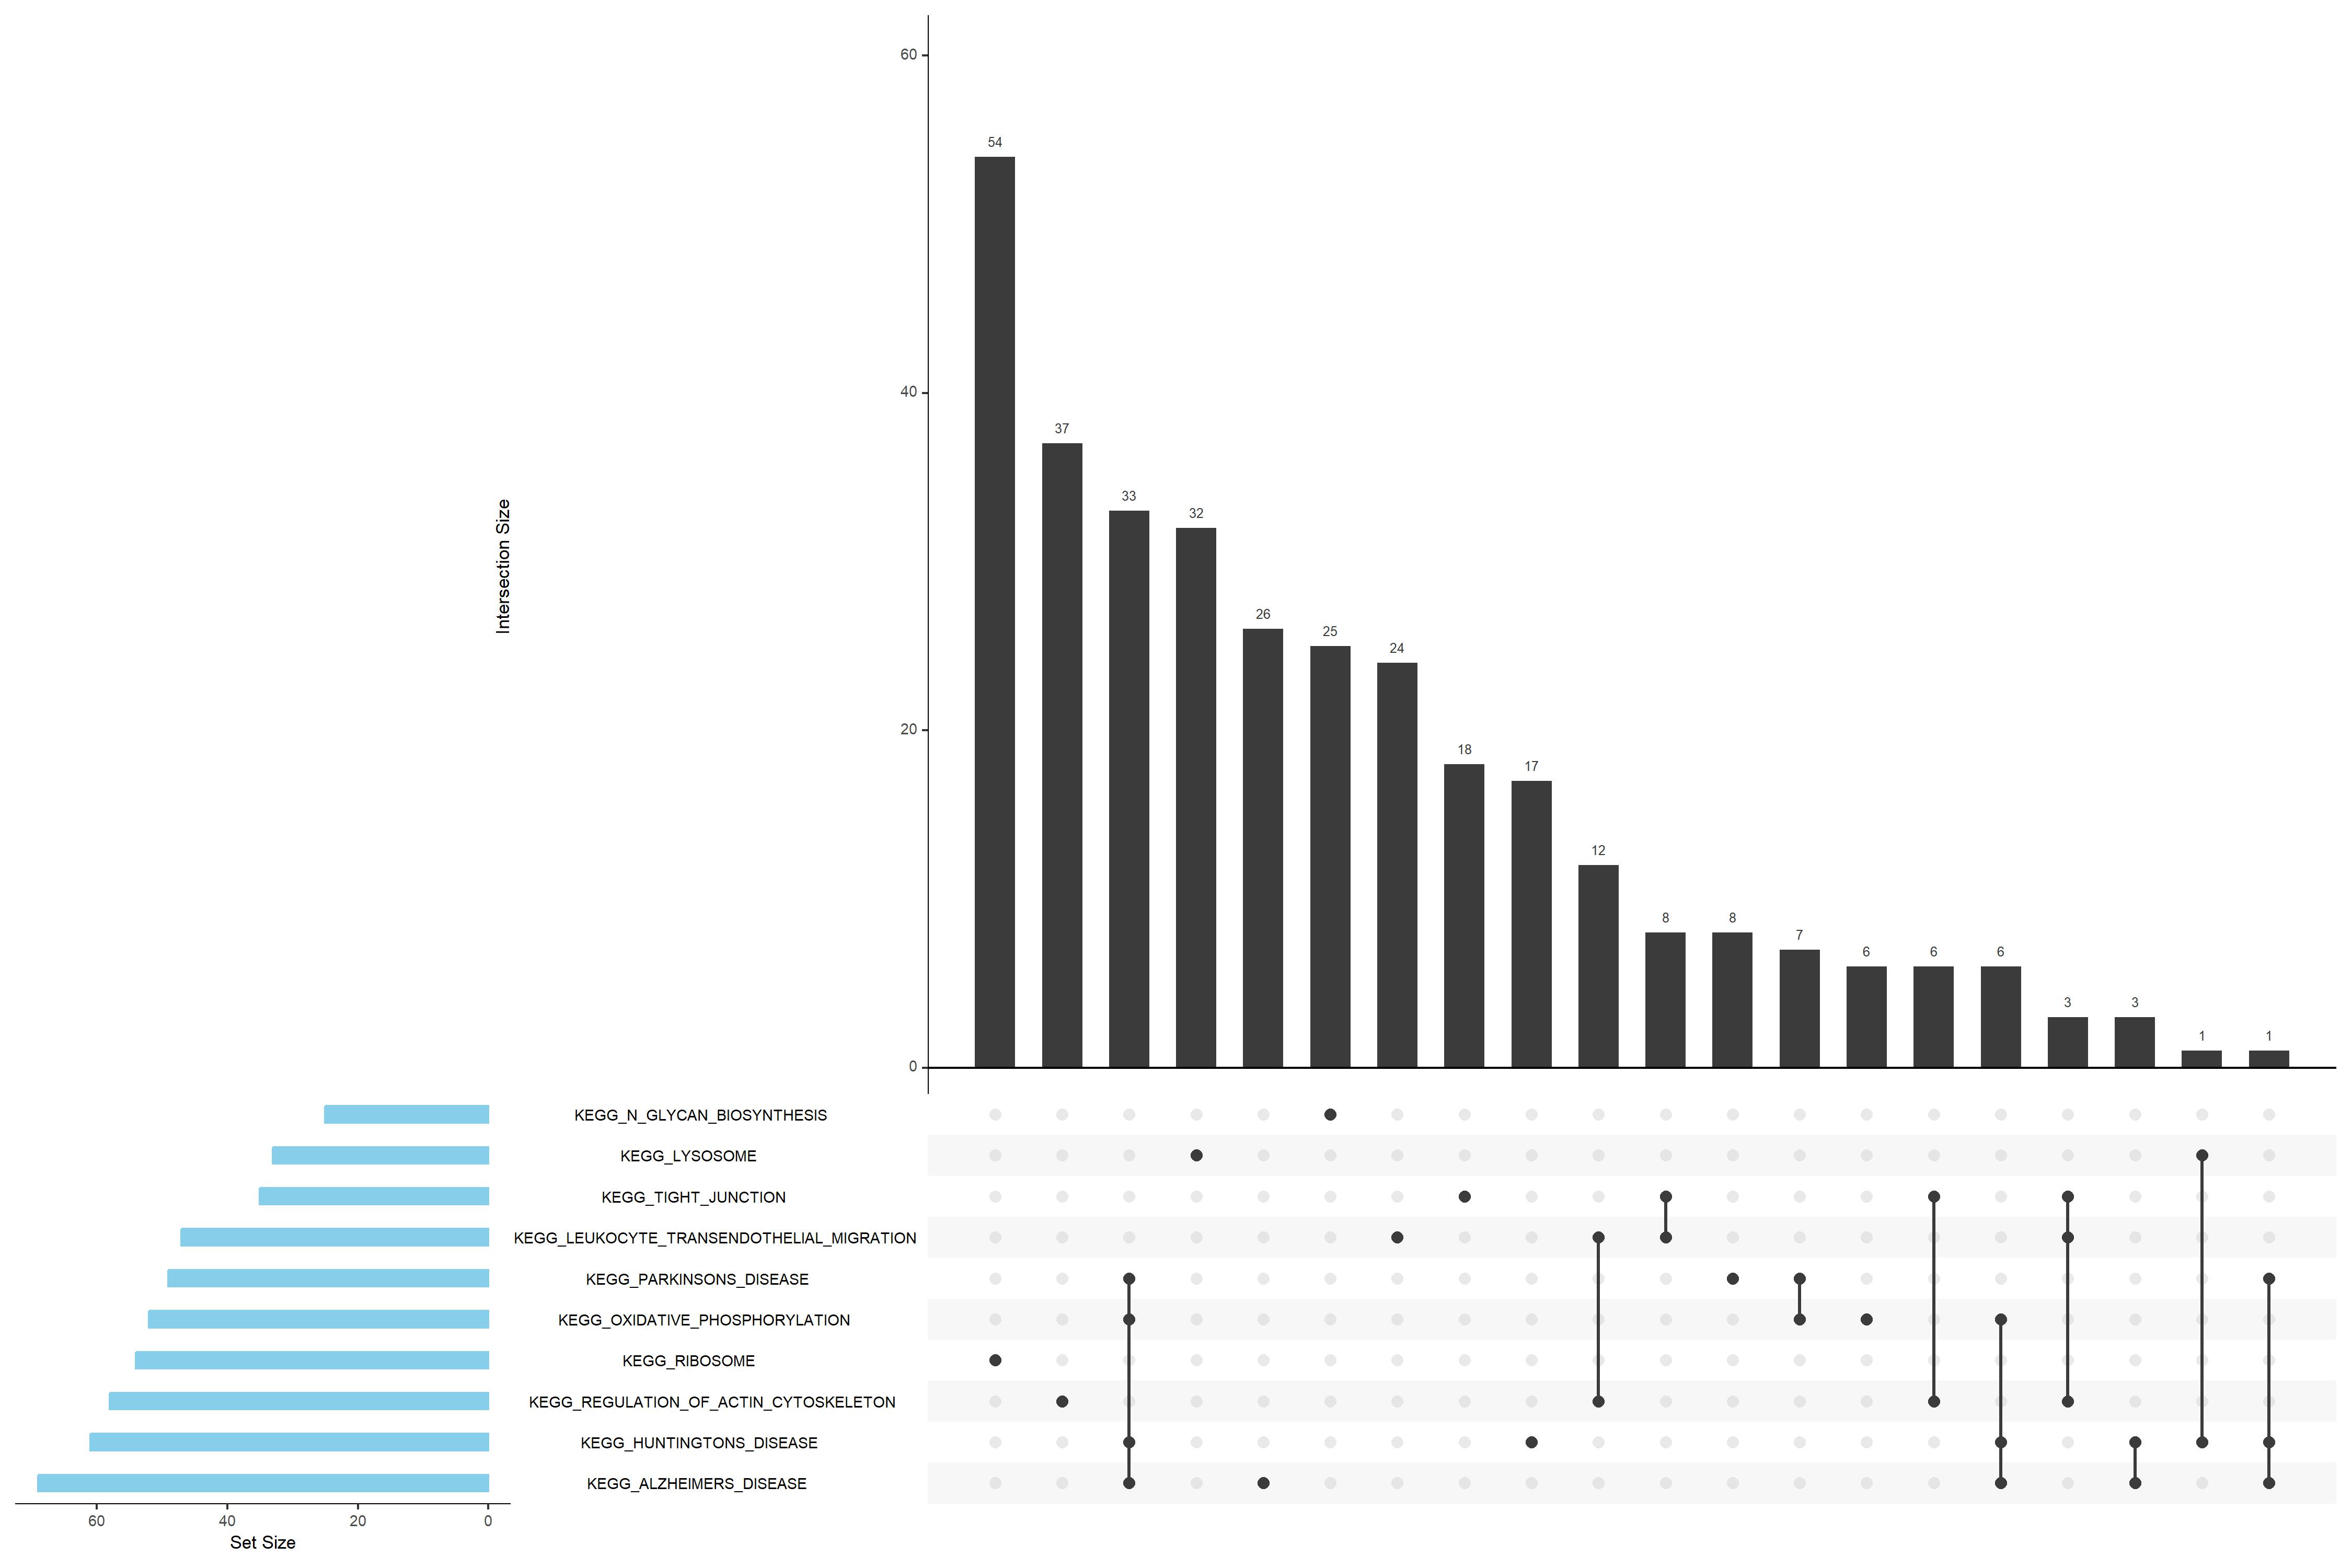 60
54
40
37
33
32
Intersection Size
26
25
24
20
18
17
12
8
8
7
6
6
6
3
3
1
1
0
KEGG_N_GLYCAN_BIOSYNTHESIS
KEGG_LYSOSOME
KEGG_TIGHT_JUNCTION
KEGG_LEUKOCYTE_TRANSENDOTHELIAL_MIGRATION
KEGG_PARKINSONS_DISEASE
KEGG_OXIDATIVE_PHOSPHORYLATION
KEGG_RIBOSOME
KEGG_REGULATION_OF_ACTIN_CYTOSKELETON
KEGG_HUNTINGTONS_DISEASE
KEGG_ALZHEIMERS_DISEASE
60 40 20 0
Set Size